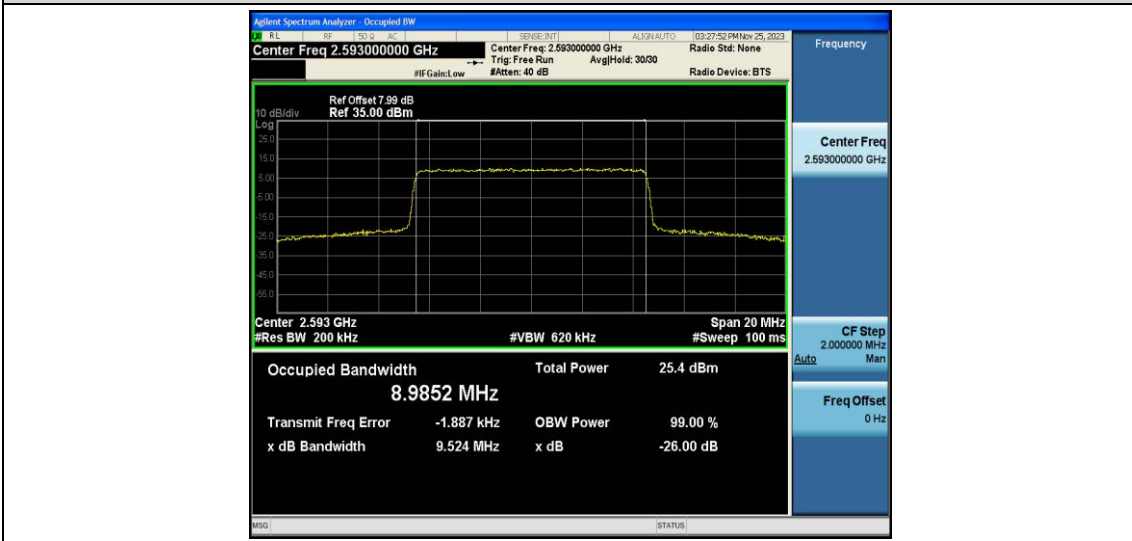 Agilent Spectrum Analyzer - Occupied BW
RL RF 50 Ω AC SENSE:INT ALIGN AUTO 03:27:52 PM Nov 25, 2023
Center Freq 2.593000000 GHz
Center Freq: 2.593000000 GHz
Radio Std: None
Trig: Free Run Avg|Hold: 30/30
#IFGain:Low #Atten: 40 dB Radio Device: BTS
Frequency
Ref Offset 7.99 dB
10 dB/div Ref 35.00 dBm
Log
25.0
15.0
5.00
-5.00
-15.0
-25.0
-35.0
-45.0
-55.0
Center Freq
2.593000000 GHz
Center 2.593 GHz Span 20 MHz
#Res BW 200 kHz #VBW 620 kHz #Sweep 100 ms
CF Step
2.000000 MHz
Auto Man
Occupied Bandwidth Total Power 25.4 dBm
8.9852 MHz
Freq Offset
0 Hz
Transmit Freq Error -1.887 kHz OBW Power 99.00 %
x dB Bandwidth 9.524 MHz x dB -26.00 dB
MSG STATUS